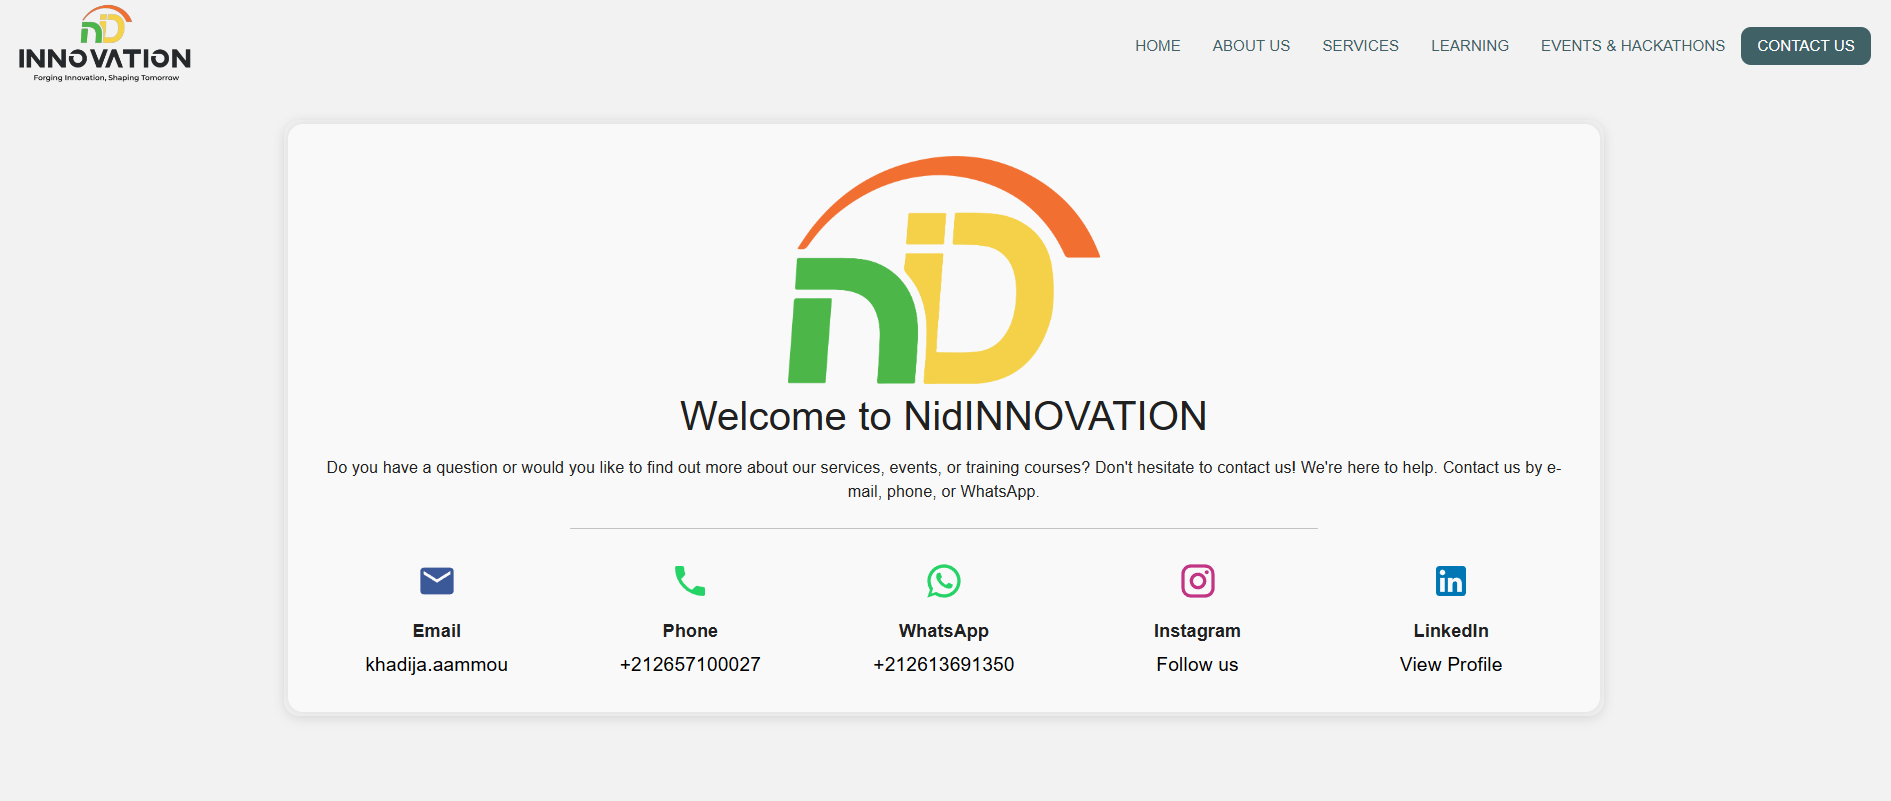 nD
INNOVATION
Forging Innovation, Shaping Tomorrow
HOME ABOUT US SERVICES LEARNING EVENTS & HACKATHONS CONTACT US
niD
Welcome to NidINNOVATION
Do you have a question or would you like to find out more about our services, events, or training courses? Don't hesitate to contact us! We're here to help. Contact us by e-
mail, phone, or WhatsApp.
in
Email Phone WhatsApp Instagram LinkedIn
khadija.aammou +212657100027 +212613691350 Follow us View Profile